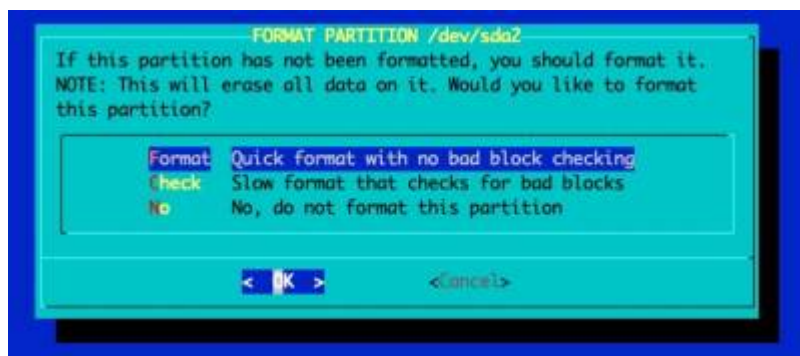 FORMAT PARTITION /dev/sda2
If this partition has not been formatted, you should format it.
NOTE: This will erase all data on it. Would you like to format
this partition?
Format Quick format with no bad block checking
Check Slow format that checks for bad blocks
No No, do not format this partition
< OK > <Cancel>